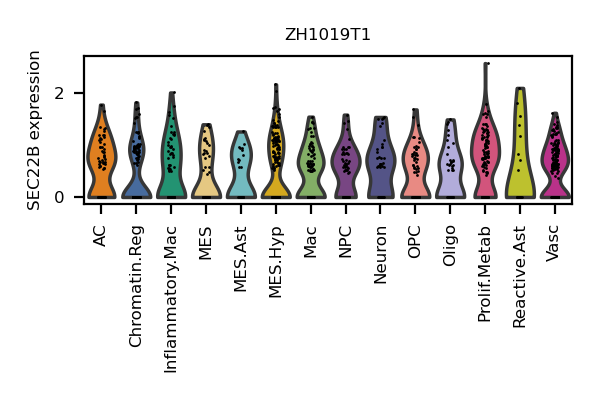 ZH1019T1
SEC22B expression
2
0
AC
Chromatin.Reg
Inflammatory.Mac
MES
MES.Ast
MES.Hyp
Mac
NPC
Neuron
OPC
Oligo
Prolif.Metab
Reactive.Ast
Vasc